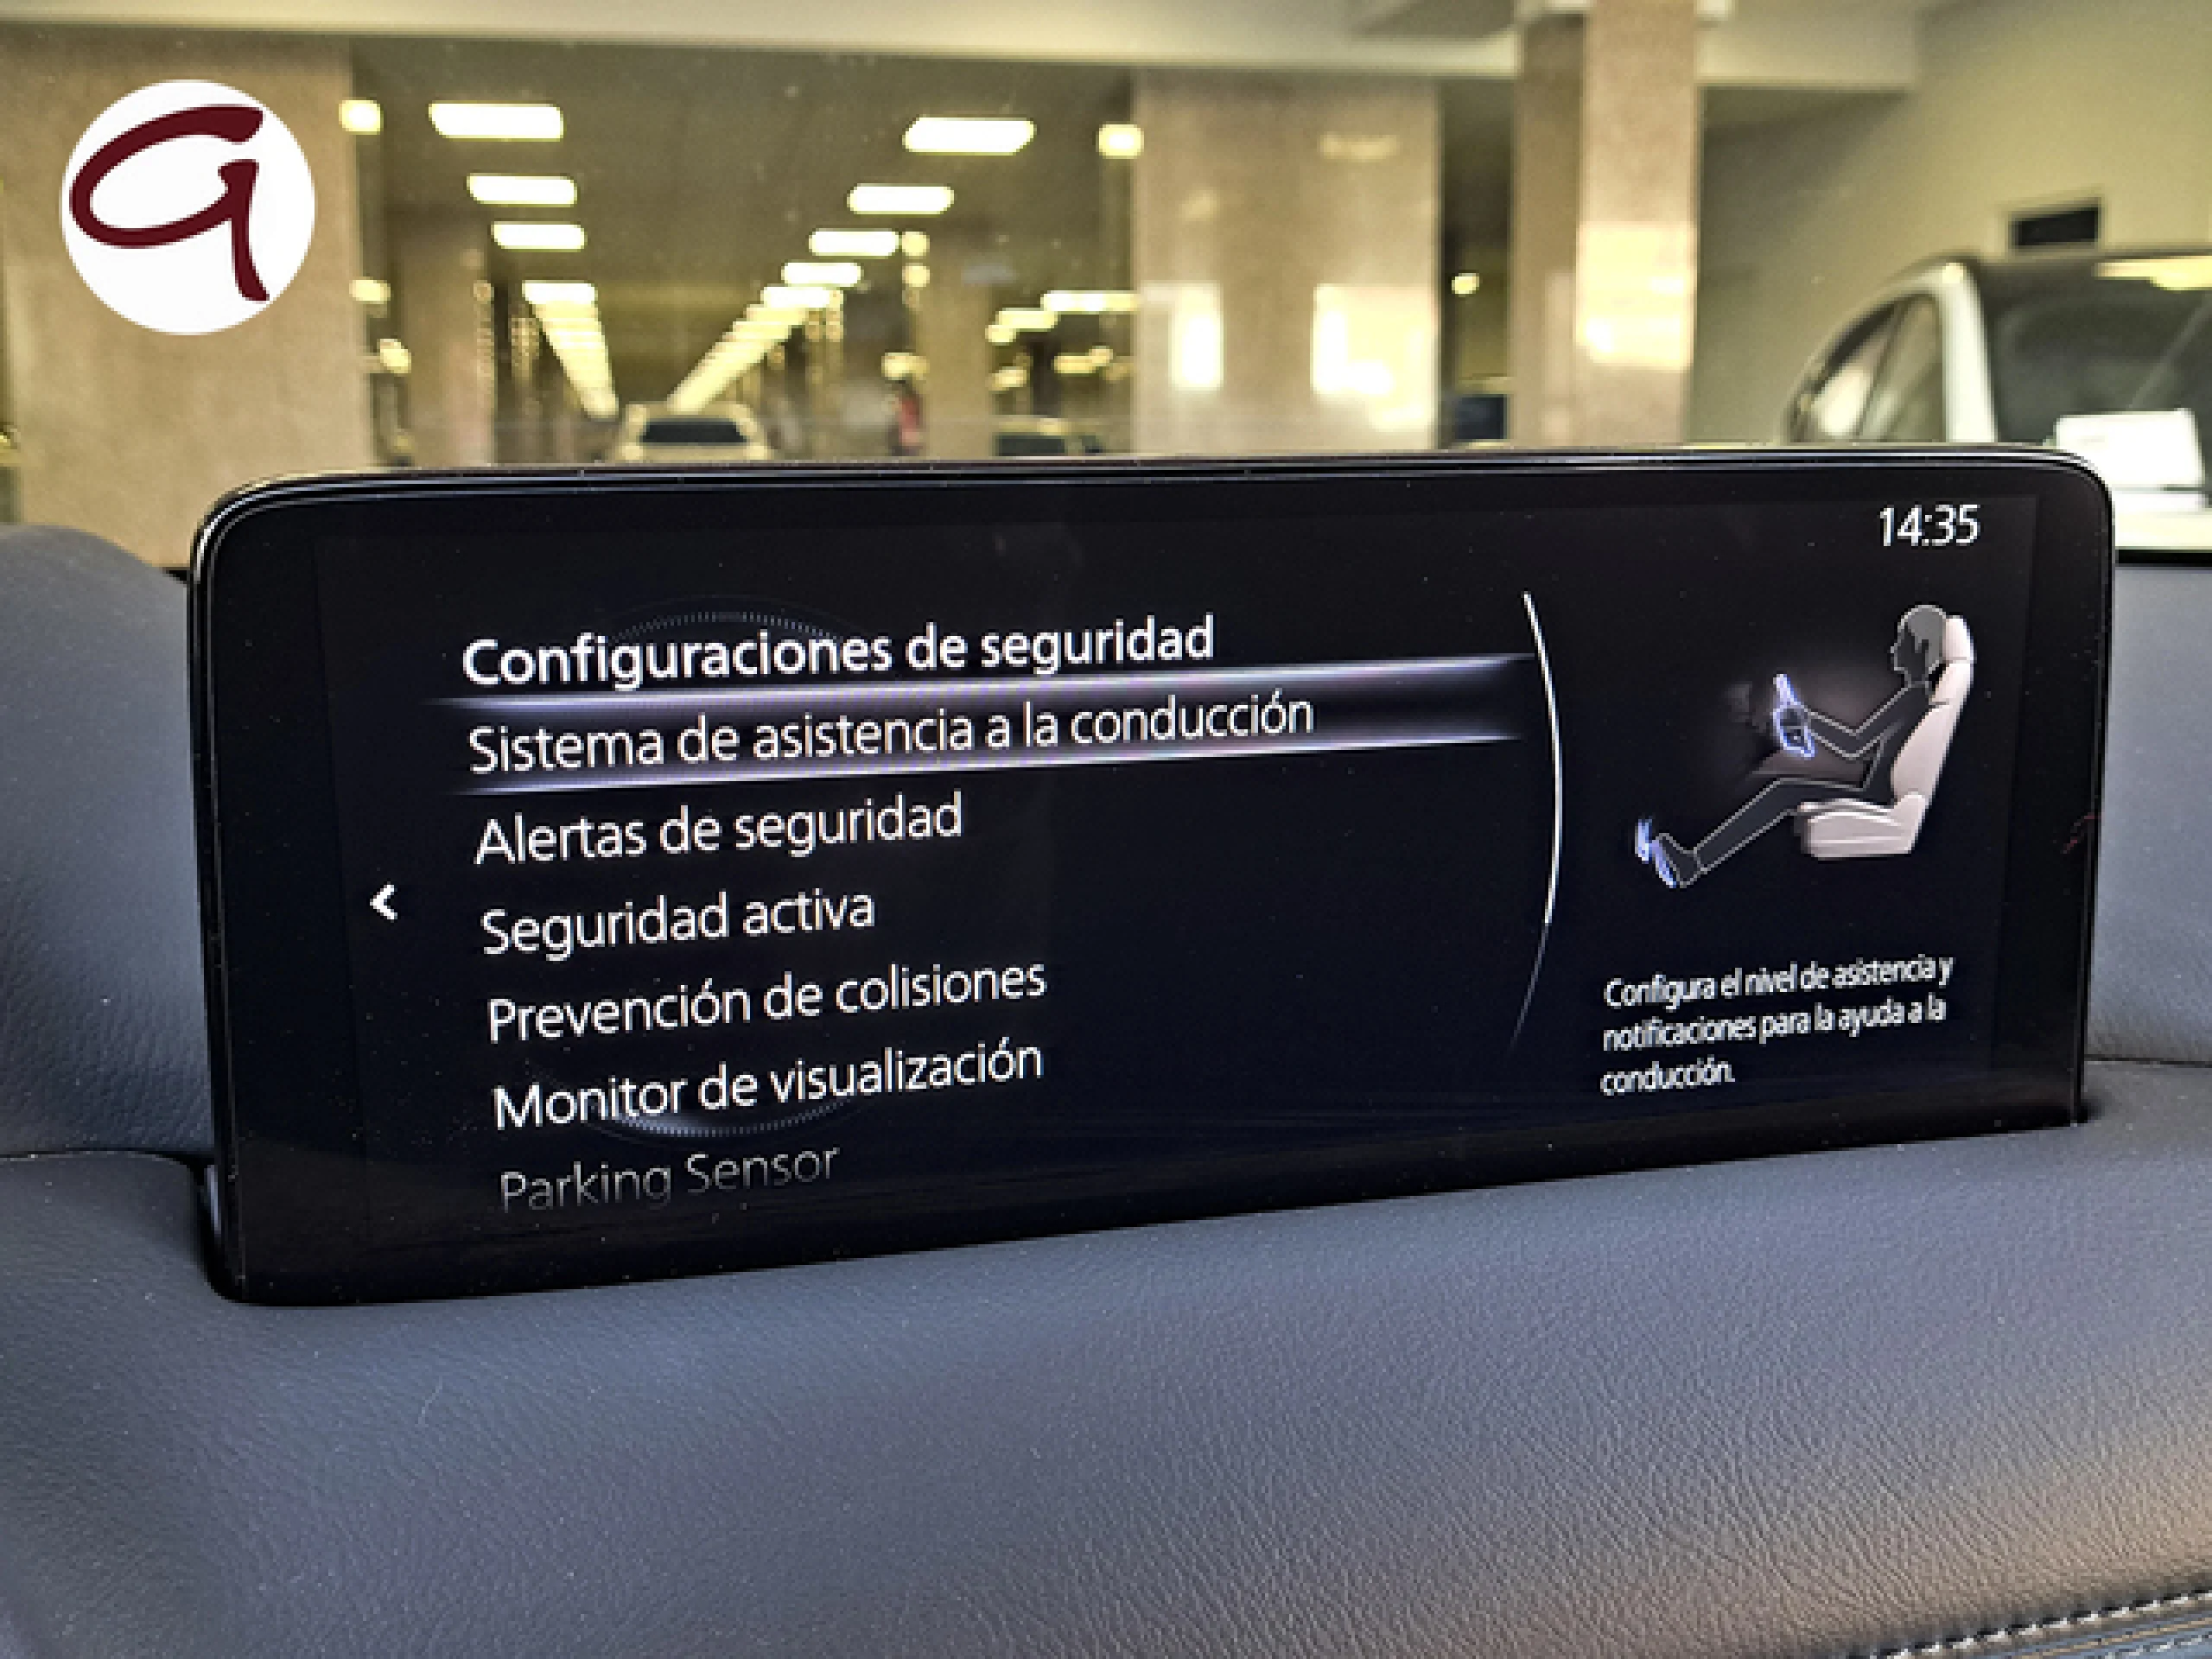 14:35
Configuraciones de seguridad
Sistema de asistencia a la conducción
Alertas de seguridad
Seguridad activa
Prevención de colisiones
Monitor de visualización
Parking Sensor
Configura el nivel de asistencia y
notificaciones para la ayuda a la
conducción.